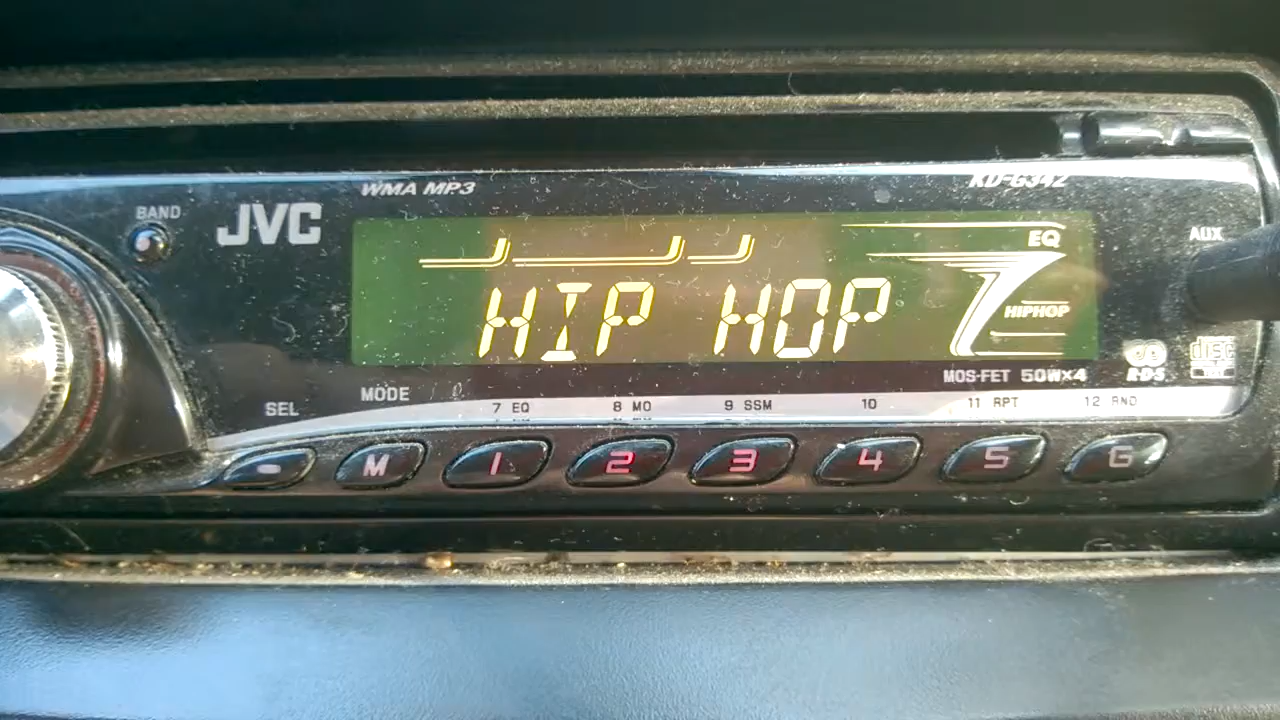 WMA MP3 KD-G342
BAND JVC EQ AUX
HIP HOP HIPHOP
MOS-FET 50W×4 RDS disc TEXT
SEL MODE 7 EQ 8 MO 9 SSM 10 11 RPT 12 RND
M 1 2 3 4 5 6